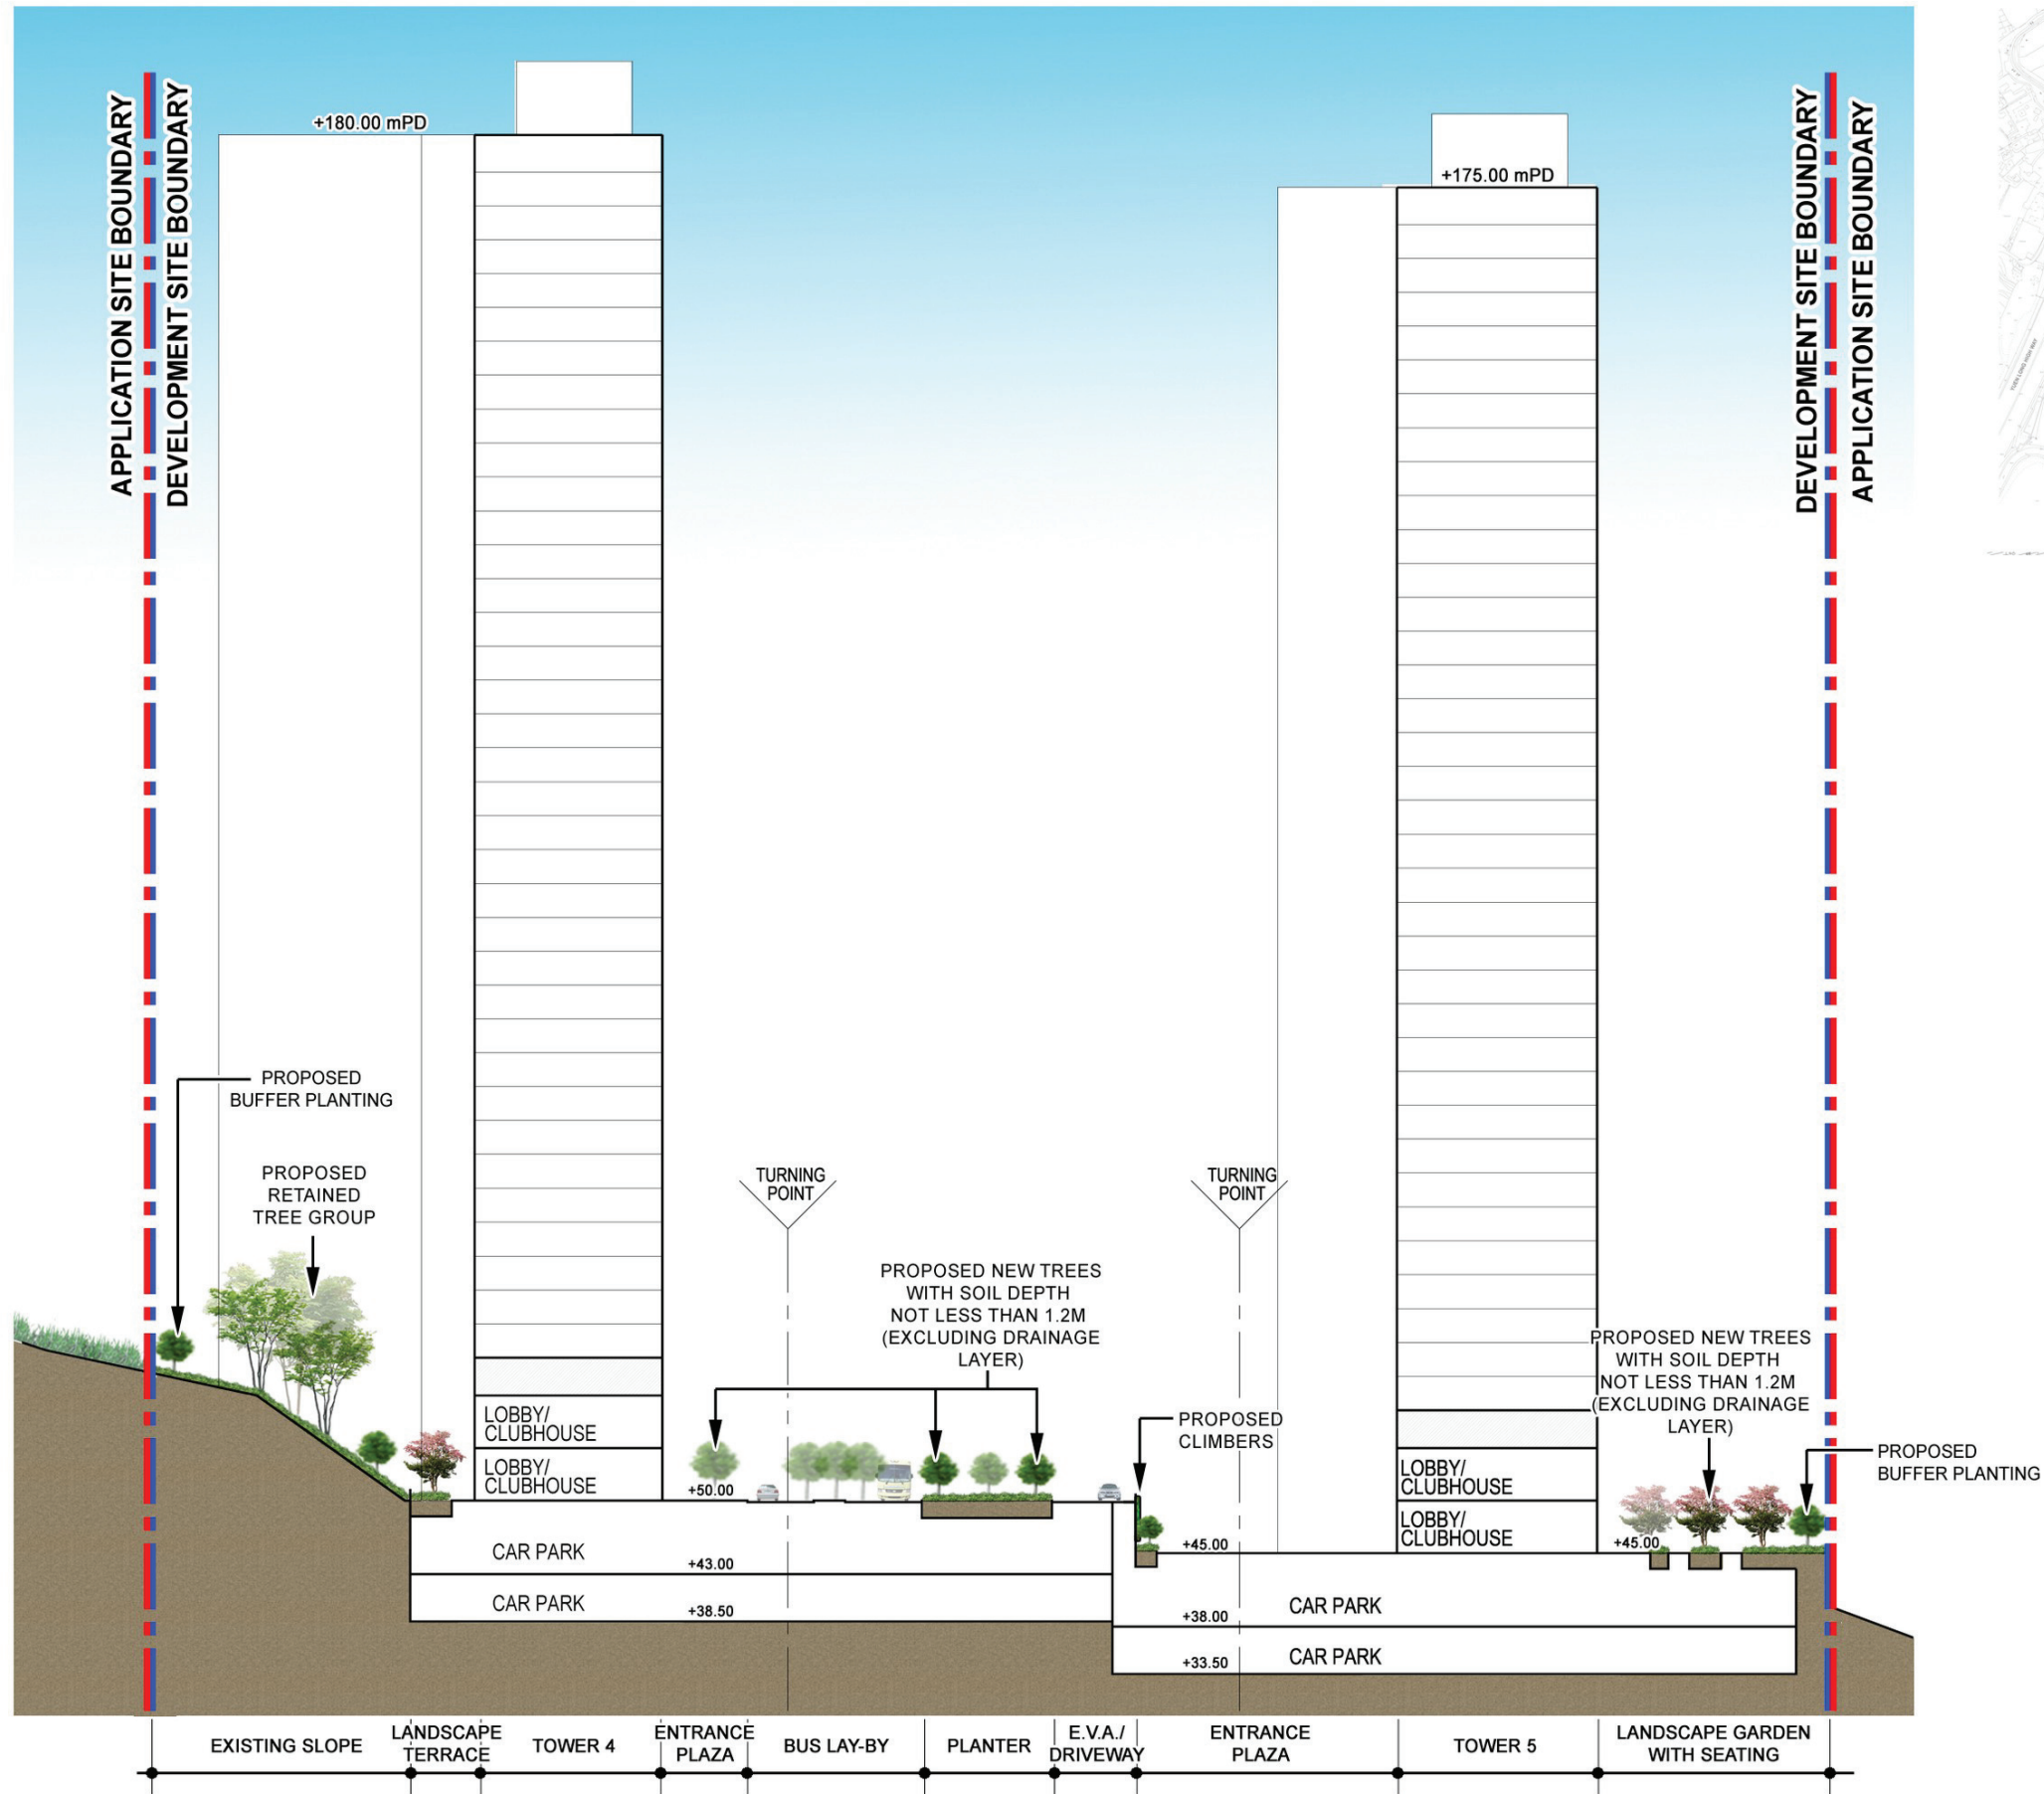 APPLICATION SITE BOUNDARY
DEVELOPMENT SITE BOUNDARY
+180.00 mPD
+175.00 mPD
DEVELOPMENT SITE BOUNDARY
APPLICATION SITE BOUNDARY
YUEN LONG HIGHWAY
PROPOSED
BUFFER PLANTING
PROPOSED
RETAINED
TREE GROUP
TURNING
POINT
TURNING
POINT
PROPOSED NEW TREES
WITH SOIL DEPTH
NOT LESS THAN 1.2M
(EXCLUDING DRAINAGE
LAYER)
PROPOSED NEW TREES
WITH SOIL DEPTH
NOT LESS THAN 1.2M
(EXCLUDING DRAINAGE
LAYER)
LOBBY/
CLUBHOUSE
LOBBY/
CLUBHOUSE
+50.00
PROPOSED
CLIMBERS
LOBBY/
CLUBHOUSE
LOBBY/
CLUBHOUSE
PROPOSED
BUFFER PLANTING
+45.00
+45.00
CAR PARK
+43.00
CAR PARK
+38.50
CAR PARK
+38.00
CAR PARK
+33.50
EXISTING SLOPE
LANDSCAPE
TERRACE
TOWER 4
ENTRANCE
PLAZA
BUS LAY-BY
PLANTER
E.V.A./
DRIVEWAY
ENTRANCE
PLAZA
TOWER 5
LANDSCAPE GARDEN
WITH SEATING